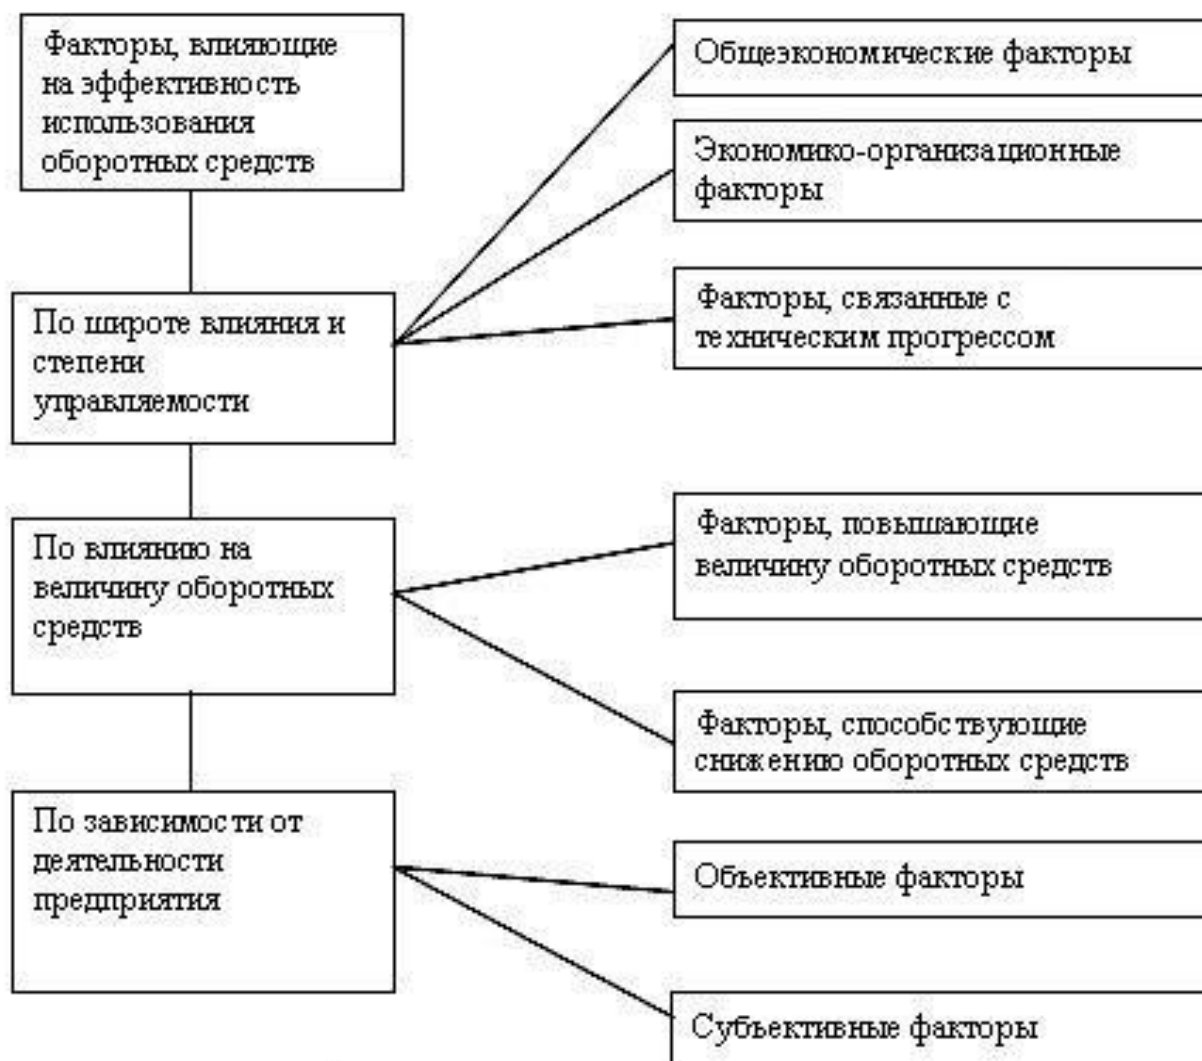 Факторы, влияющие
на эффективность
использования
оборотных средств
По широте влияния и
степени
управляемости
Общеэкономические факторы
Экономико-организационные
факторы
Факторы, связанные с
техническим прогрессом
По влиянию на
величину оборотных
средств
Факторы, повышающие
величину оборотных средств
Факторы, способствующие
снижению оборотных средств
По зависимости от
деятельности
предприятия
Объективные факторы
Субъективные факторы